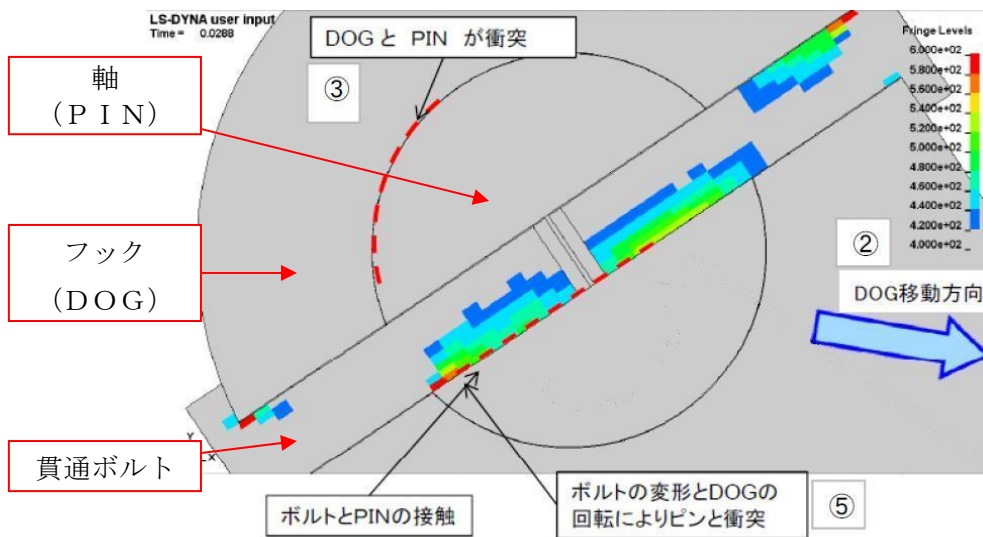 LS-DYNA user input
Time = 0.0288
DOGと PIN が衝突
③
軸
(PIN)
フック
(DOG)
貫通ボルト
Fringe Levels
6.000e+02
5.800e+02
5.600e+02
5.400e+02
5.200e+02
5.000e+02
4.800e+02
4.600e+02
4.400e+02
4.200e+02
4.000e+02
②
DOG移動方向
Y
X
ボルトとPINの接触
ボルトの変形とDOGの
回転によりピンと衝突
⑤